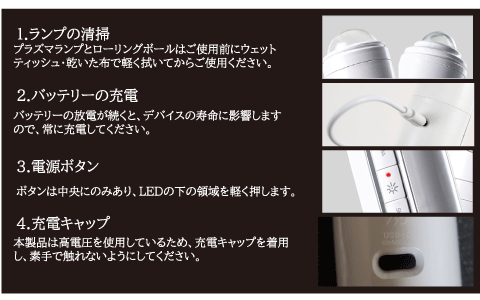 1.ランプの清掃
プラズマランプとローリングボールはご使用前にウェット
ティッシュ・乾いた布で軽く拭いてからご使用ください。
2.バッテリーの充電
バッテリーの放電が続くと、デバイスの寿命に影響します
ので、常に充電してください。
3.電源ボタン
ボタンは中央にのみあり、LEDの下の領域を軽く押します。
4.充電キャップ
本製品は高電圧を使用しているため、充電キャップを着用
し、素手で触れないようにしてください。